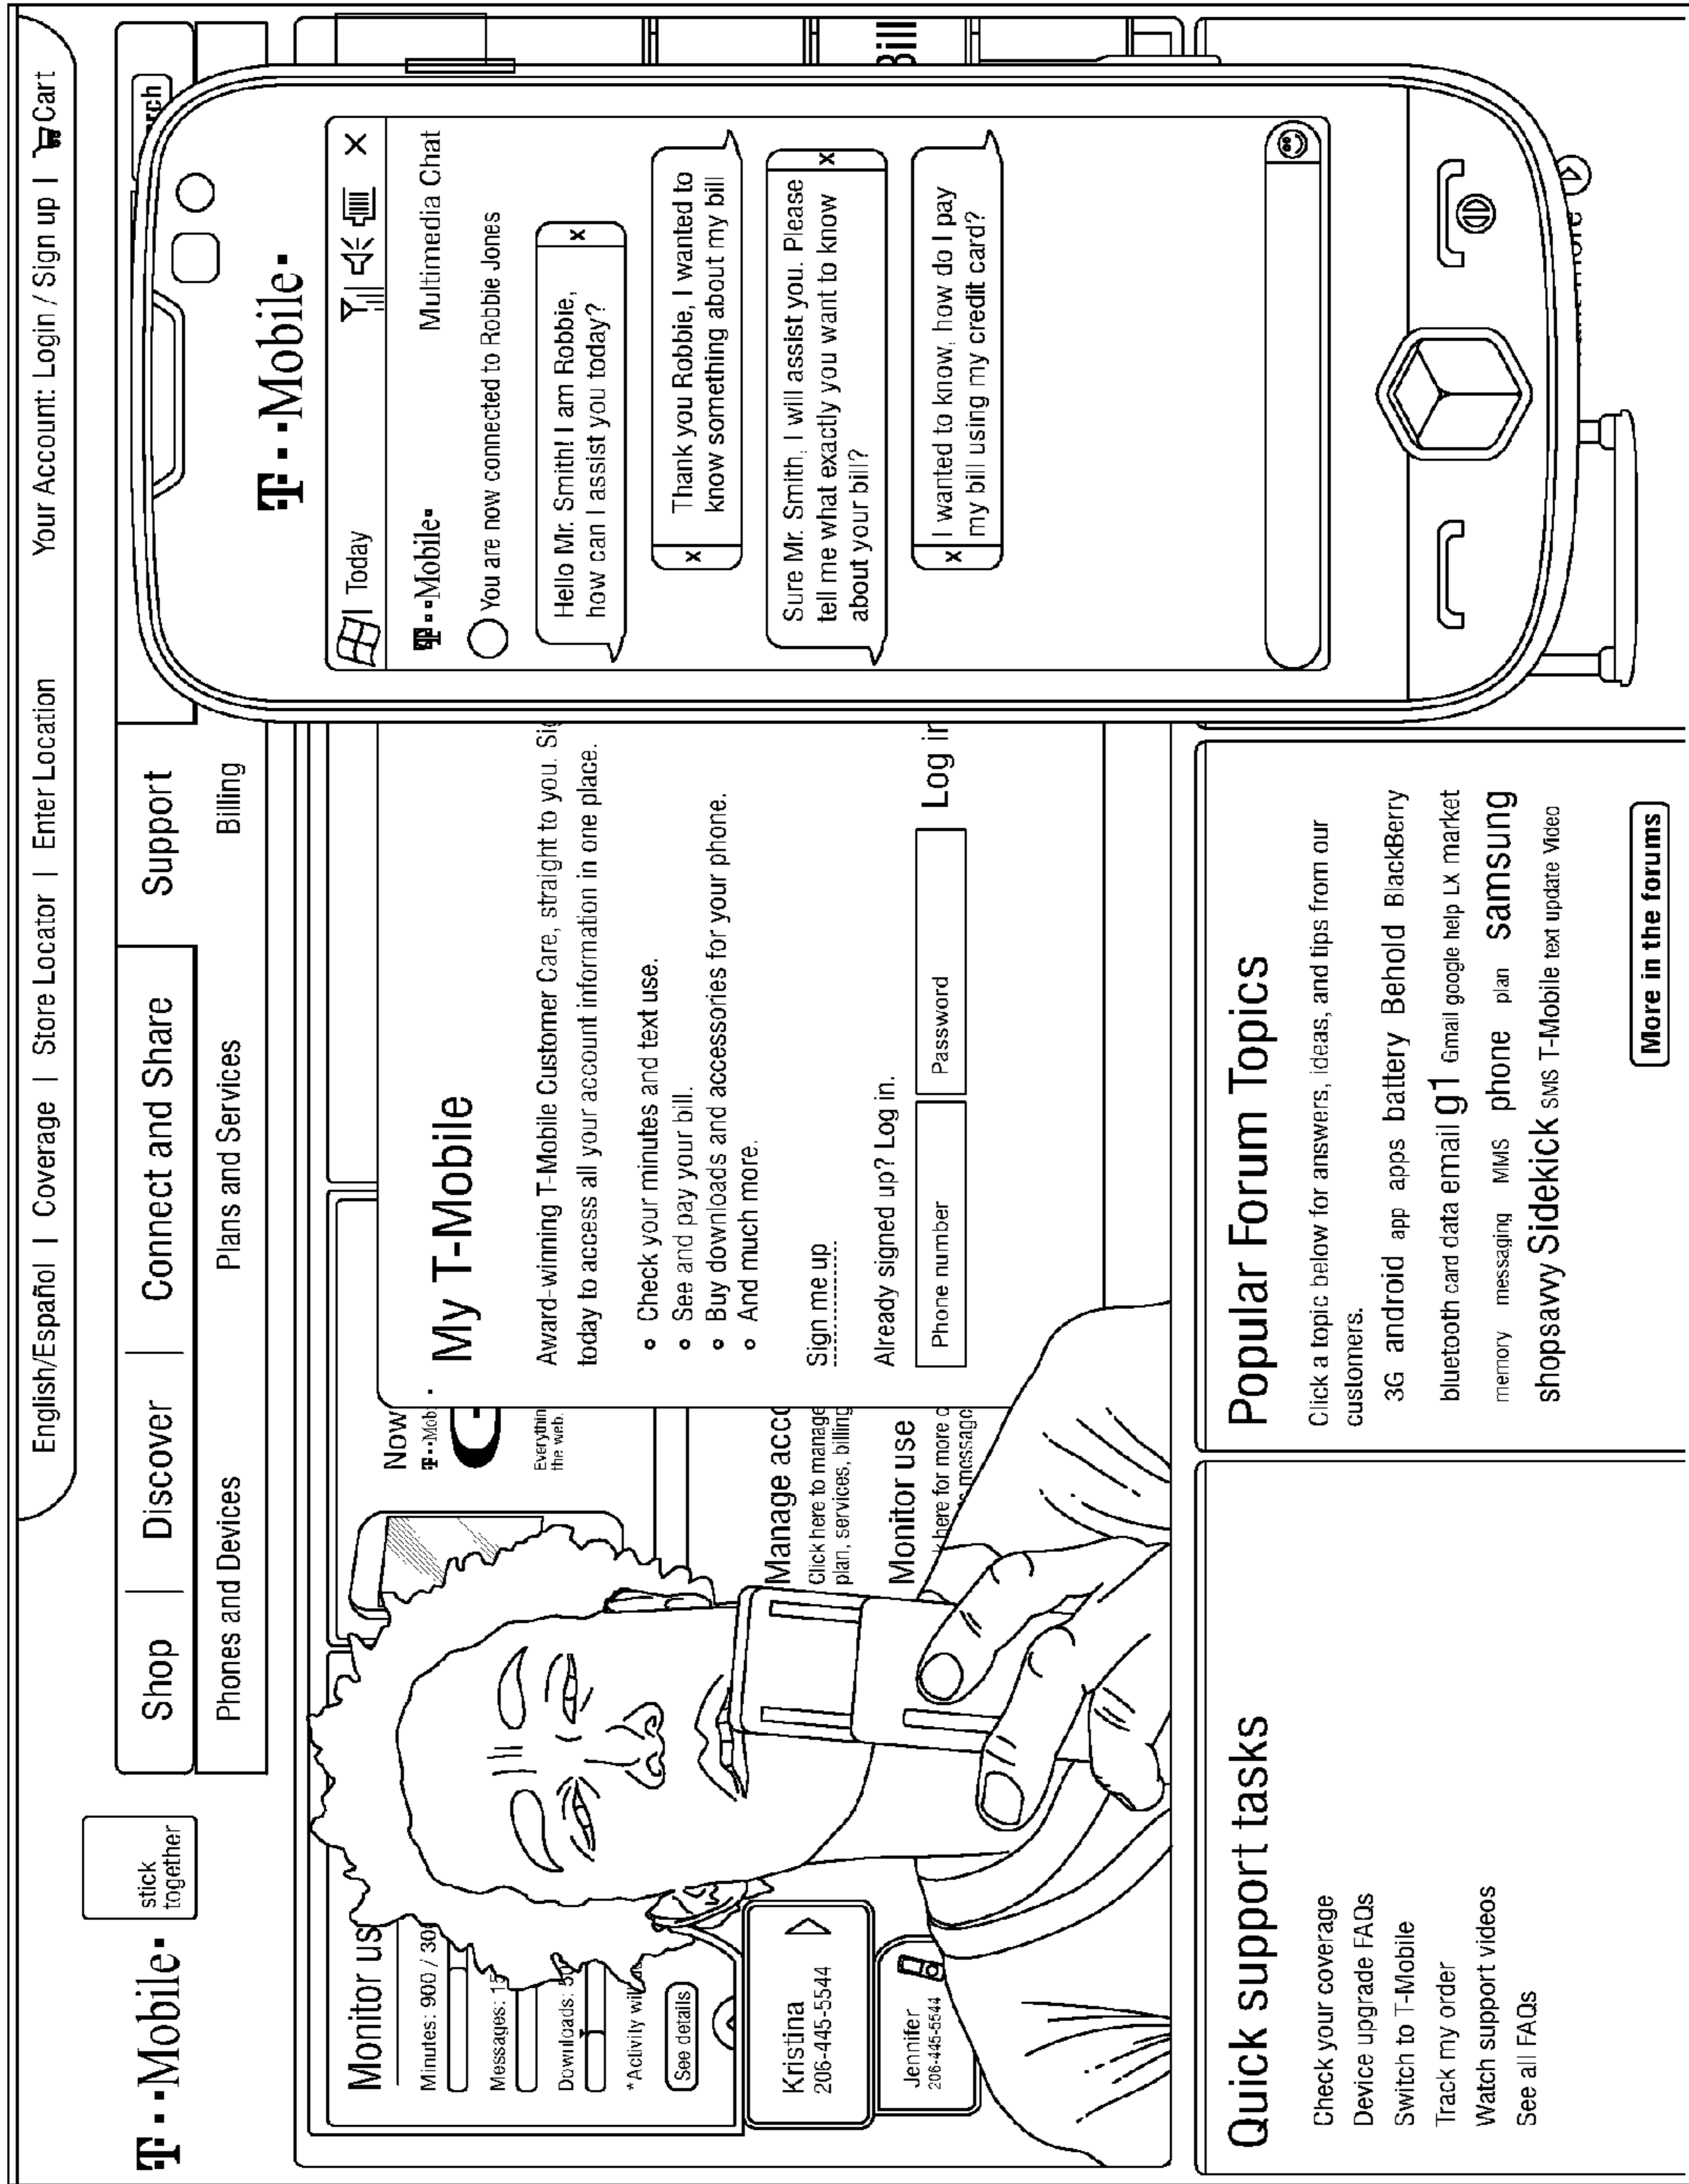 English/Español | Coverage | Store Locator | Enter Location Your Account: Login / Sign up | Cart
T··Mobile·
stick
together
Shop | Discover | Connect and Share Support
Phones and Devices Plans and Services Billing
Monitor
Minutes: 900 /
Messages:
Downloads:
*Activity
See details
Kristina
206-445-5544
Jennifer
206-445-5544
Now
Everythin
the web.
Manage acco
Click here to manage
plan, services, billing
Monitor use
here for more
message
My T-Mobile
Award-winning T-Mobile Customer Care, straight to you.
today to access all your account information in one place.
Check your minutes and text use.
See and pay your bill.
Buy downloads and accessories for your phone.
And much more.
Sign me up
Already signed up? Log in.
Phone number
Password
Log in
Bill
T··Mobile·
Today
T··Mobile· Multimedia Chat
You are now connected to Robbie Jones
Hello Mr. Smith! I am Robbie,
how can I assist you today?
x
Thank you Robbie, I wanted to
know something about my bill
x
Sure Mr. Smith, I will assist you. Please
tell me what exactly you want to know
about your bill?
x
I wanted to know, how do I pay
my bill using my credit card?
x
Quick support tasks
Check your coverage
Device upgrade FAQs
Switch to T-Mobile
Track my order
Watch support videos
See all FAQs
Popular Forum Topics
Click a topic below for answers, ideas, and tips from our
customers.
3G android app apps battery Behold BlackBerry
bluetooth card data email g1 Gmail google help LX market
memory messaging MMS phone plan samsung
shopsavvy Sidekick SMS T-Mobile text update Video
More in the forums